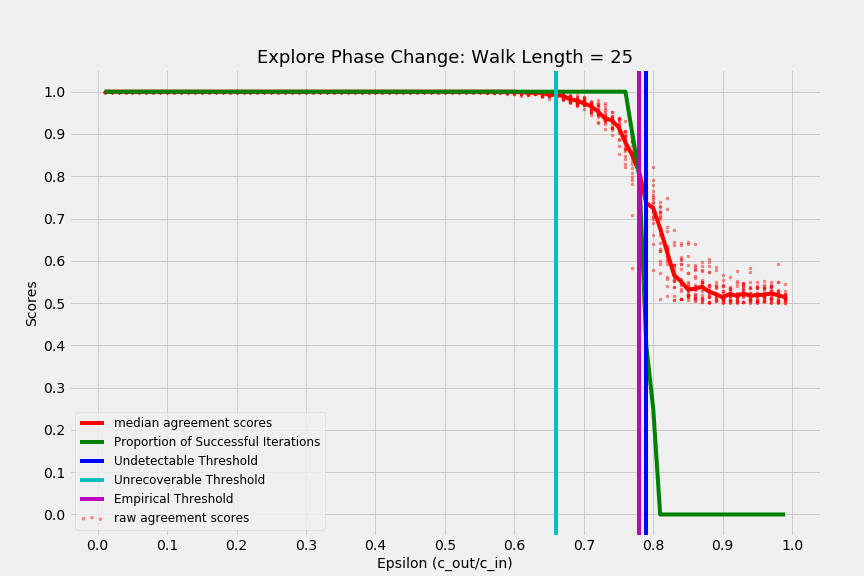 Explore Phase Change: Walk Length = 25
1.0
0.9
0.8
0.7
0.6
0.5
0.4
0.3
0.2
0.1
0.0
Scores
median agreement scores
Proportion of Successful Iterations
Undetectable Threshold
Unrecoverable Threshold
Empirical Threshold
raw agreement scores
0.0 0.1 0.2 0.3 0.4 0.5 0.6 0.7 0.8 0.9 1.0
Epsilon (c_out/c_in)